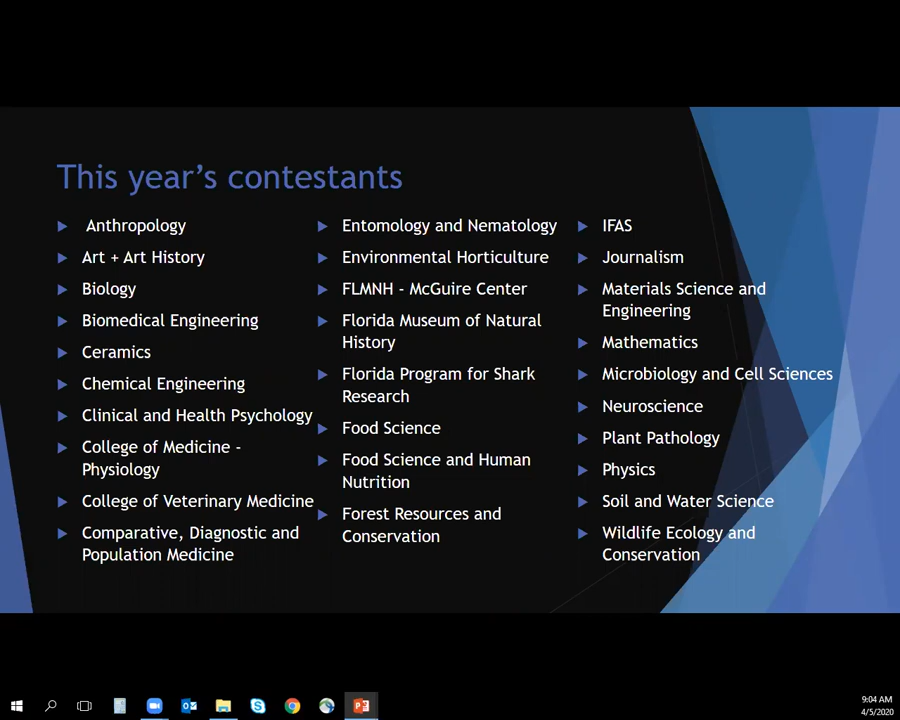 This year's contestants
Anthropology
Art + Art History
Biology
Biomedical Engineering
Ceramics
Chemical Engineering
Clinical and Health Psychology
College of Medicine -
Physiology
College of Veterinary Medicine
Comparative, Diagnostic and
Population Medicine
Entomology and Nematology
Environmental Horticulture
FLMNH - McGuire Center
Florida Museum of Natural
History
Florida Program for Shark
Research
Food Science
Food Science and Human
Nutrition
Forest Resources and
Conservation
IFAS
Journalism
Materials Science and
Engineering
Mathematics
Microbiology and Cell Sciences
Neuroscience
Plant Pathology
Physics
Soil and Water Science
Wildlife Ecology and
Conservation
9:04 AM
4/5/2020